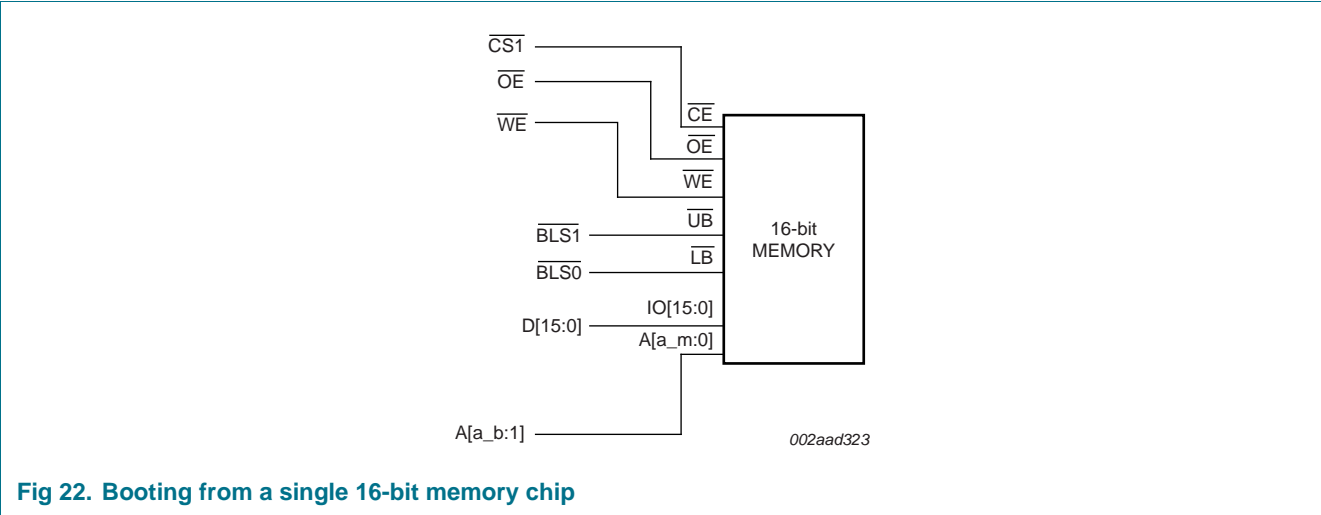 CS1
OE
WE
CE
OE
WE
UB
BLS1
LB
BLS0
16-bit
MEMORY
IO[15:0]
D[15:0]
A[a_m:0]
A[a_b:1]
002aad323
Fig 22. Booting from a single 16-bit memory chip